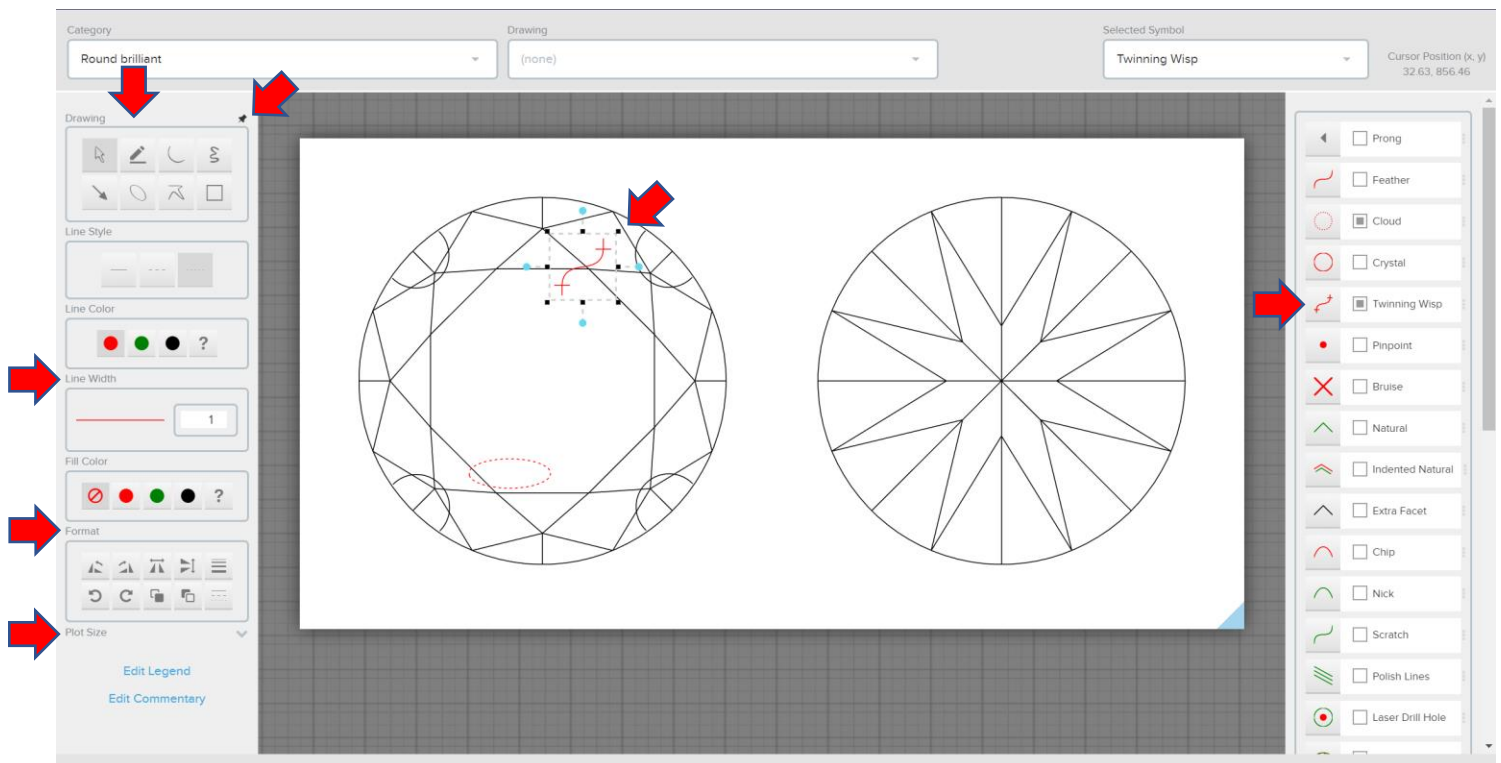 Category
Drawing
Selected Symbol
Round brilliant
(none)
Twinning Wisp
Cursor Position (x, y)
32.63, 856.46
Drawing
Line Style
Line Color
?
Line Width
1
Fill Color
?
Format
Plot Size
Edit Legend
Edit Commentary
Prong
Feather
Cloud
Crystal
Twinning Wisp
Pinpoint
Bruise
Natural
Indented Natural
Extra Facet
Chip
Nick
Scratch
Polish Lines
Laser Drill Hole